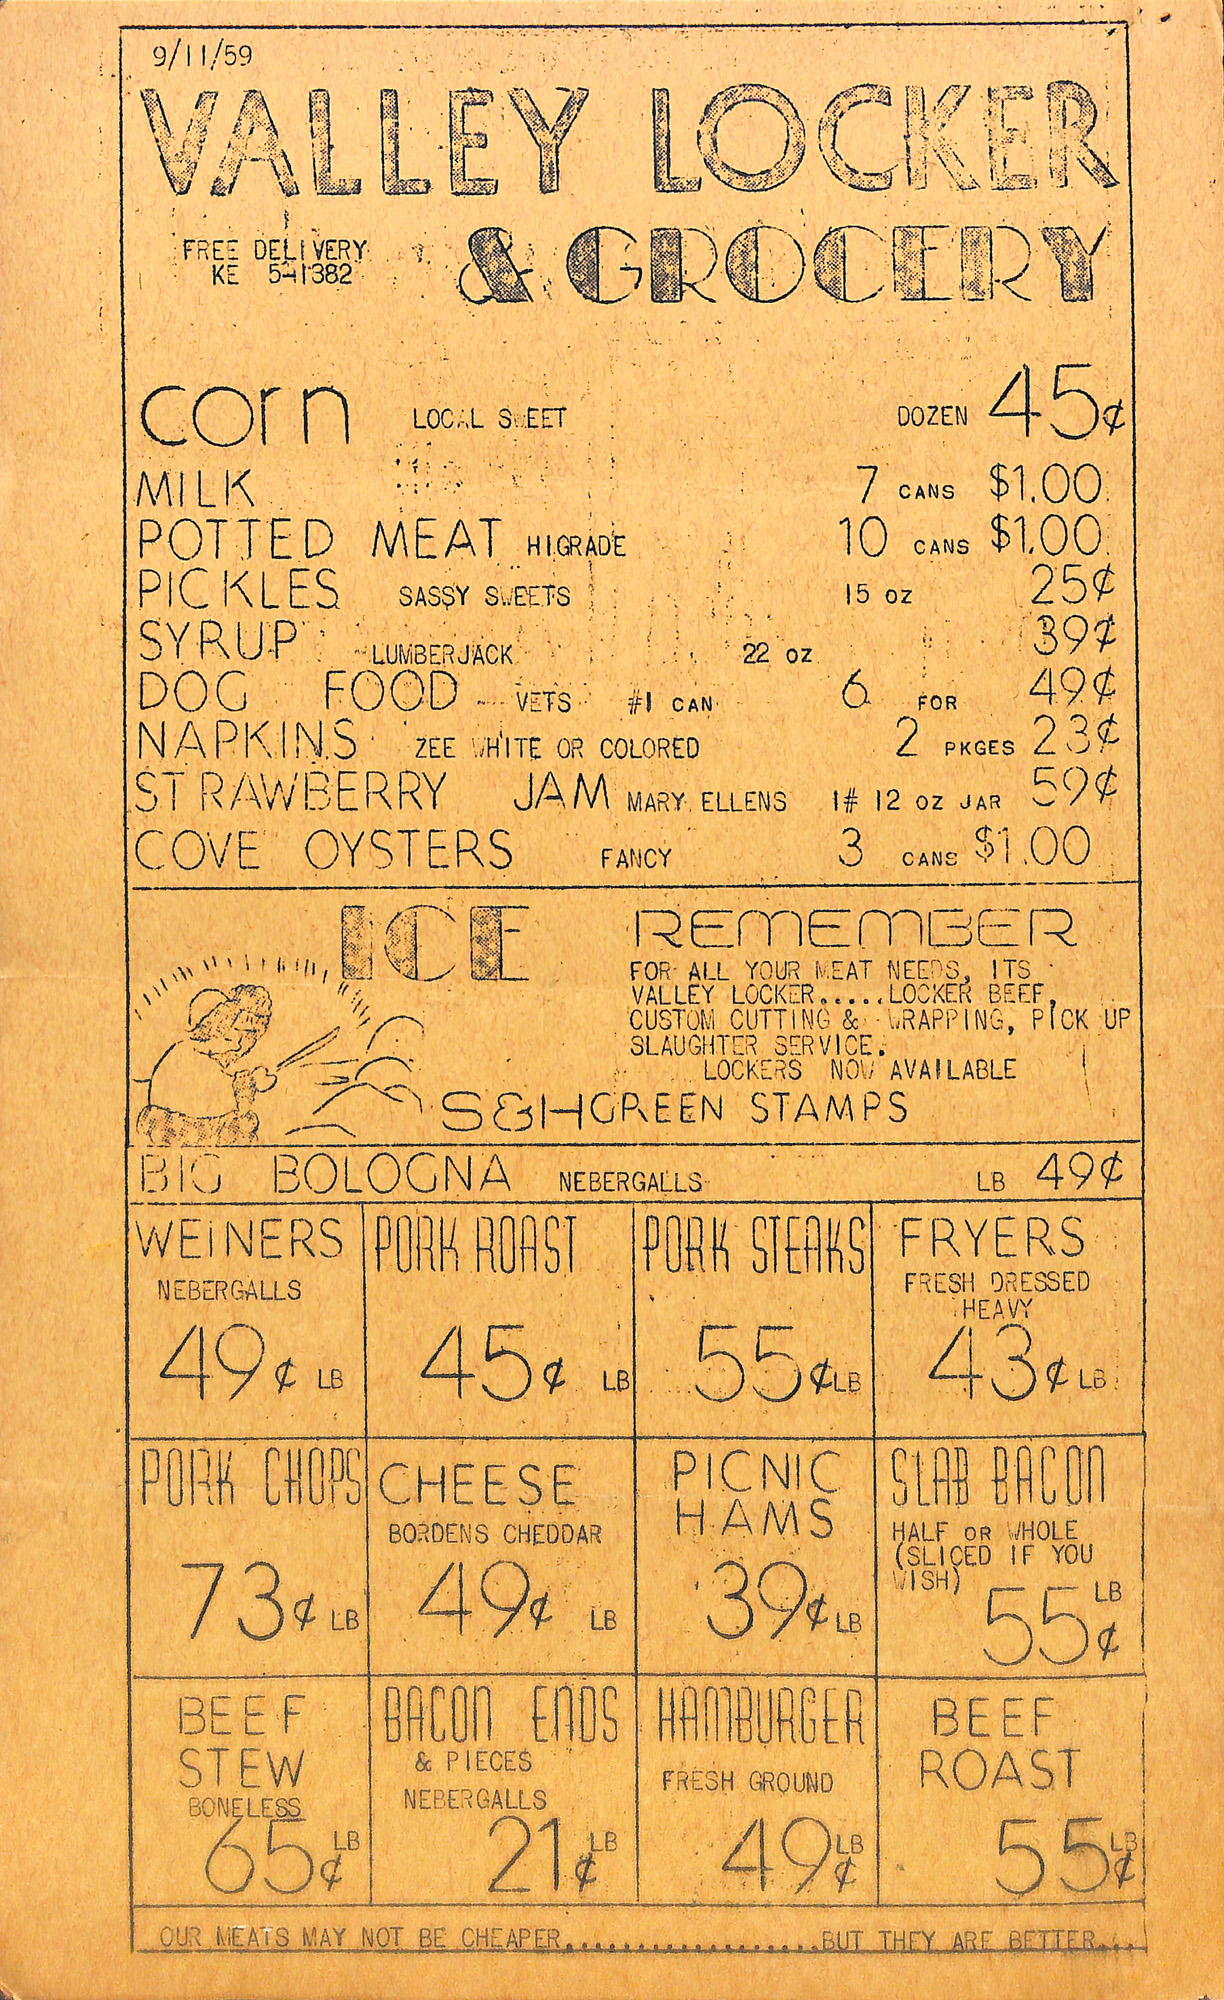 9/11/59
VALLEY LOCKER
& GROCERY
FREE DELIVERY
KE 5-1382
corn LOCAL SWEET DOZEN 45¢
MILK 7 CANS $1.00
POTTED MEAT HI.GRADE 10 CANS $1.00
PICKLES SASSY SWEETS 15 oz 25¢
SYRUP LUMBERJACK 22 oz 39¢
DOG FOOD VETS #1 CAN 6 FOR 49¢
NAPKINS ZEE WHITE OR COLORED 2 PKGES 23¢
STRAWBERRY JAM MARY ELLENS 1# 12 oz JAR 59¢
COVE OYSTERS FANCY 3 CANS $1.00
ICE
REMEMBER
FOR ALL YOUR MEAT NEEDS, ITS
VALLEY LOCKER.....LOCKER BEEF,
CUSTOM CUTTING & WRAPPING, PICK UP
SLAUGHTER SERVICE.
LOCKERS NOW AVAILABLE
S&H GREEN STAMPS
BIG BOLOGNA NEBERGALLS LB 49¢
WEINERS
NEBERGALLS
49¢ LB
PORK ROAST
45¢ LB
PORK STEAKS
55¢ LB
FRYERS
FRESH DRESSED
HEAVY
43¢ LB
PORK CHOPS
73¢ LB
CHEESE
BORDENS CHEDDAR
49¢ LB
PICNIC
HAMS
39¢ LB
SLAB BACON
HALF OR WHOLE
(SLICED IF YOU
WISH)
55¢ LB
BEEF
STEW
BONELESS
65¢ LB
BACON ENDS
& PIECES
NEBERGALLS
21¢ LB
HAMBURGER
FRESH GROUND
49¢ LB
BEEF
ROAST
55¢ LB
OUR MEATS MAY NOT BE CHEAPER......................BUT THEY ARE BETTER....